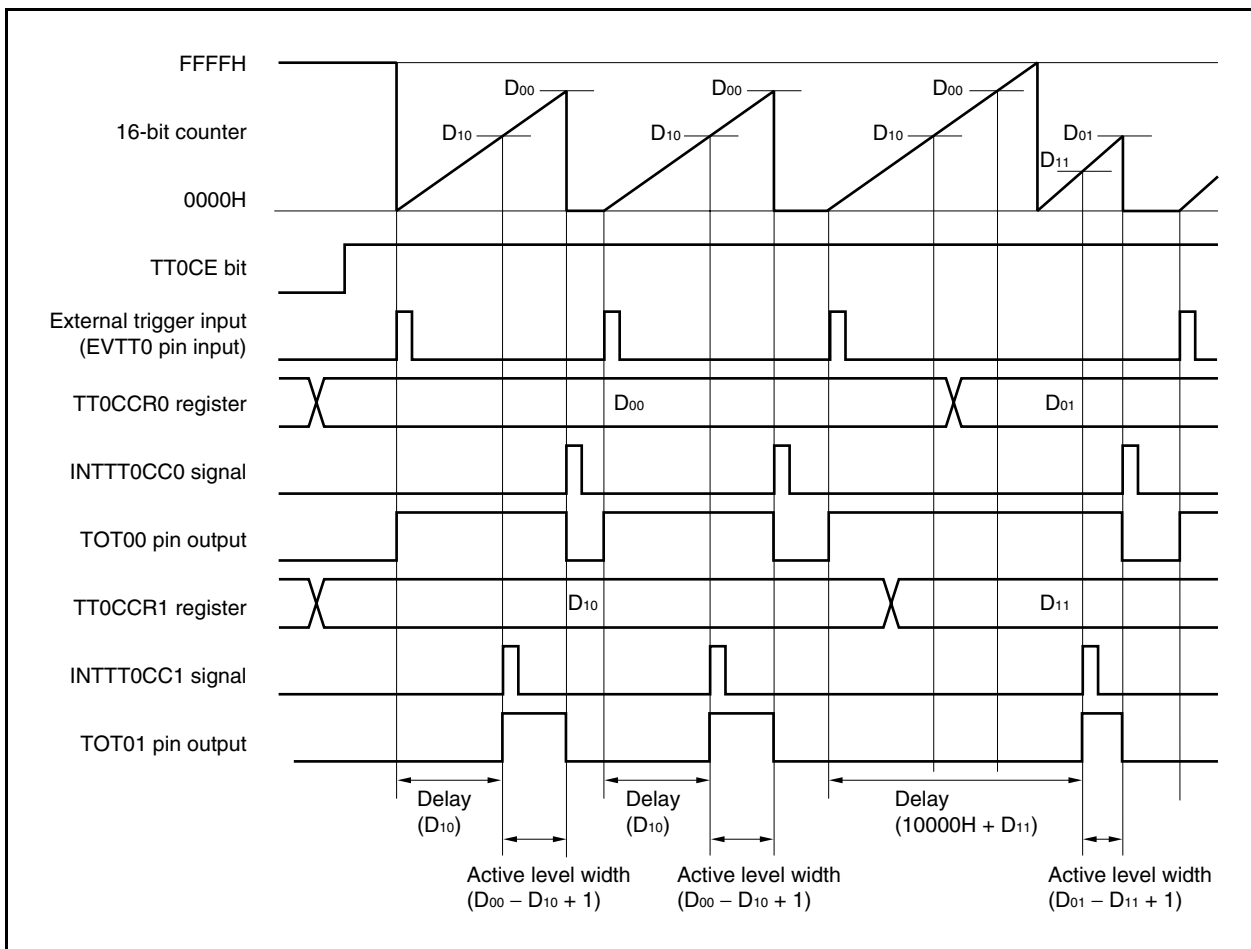 FFFFH
D00
D00
D00
16-bit counter
D10
D10
D10
D01
D11
0000H
TT0CE bit
External trigger input
(EVTT0 pin input)
TT0CCR0 register
D00
D01
INTTT0CC0 signal
TOT00 pin output
TT0CCR1 register
D10
D11
INTTT0CC1 signal
TOT01 pin output
Delay
(D10)
Delay
(D10)
Delay
(10000H + D11)
Active level width
(D00 − D10 + 1)
Active level width
(D00 − D10 + 1)
Active level width
(D01 − D11 + 1)